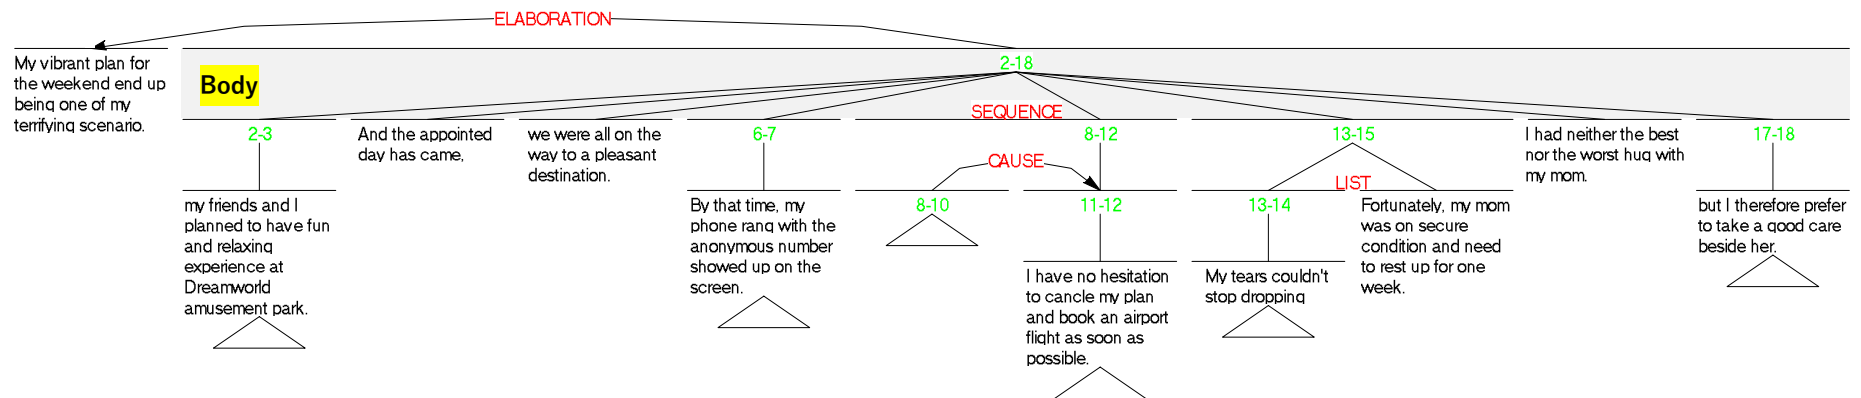 ELABORATION
My vibrant plan for
the weekend end up
being one of my
terrifying scenario.
Body
2-18
SEQUENCE
2-3
And the appointed
day has came,
we were all on the
way to a pleasant
destination.
6-7
8-12
13-15
I had neither the best
nor the worst hug with
my mom.
17-18
CAUSE
LIST
my friends and I
planned to have fun
and relaxing
experience at
Dreamworld
amusement park.
By that time, my
phone rang with the
anonymous number
showed up on the
screen.
8-10
11-12
I have no hesitation
to cancle my plan
and book an airport
flight as soon as
possible.
13-14
My tears couldn't
stop dropping
Fortunately, my mom
was on secure
condition and need
to rest up for one
week.
but I therefore prefer
to take a good care
beside her.